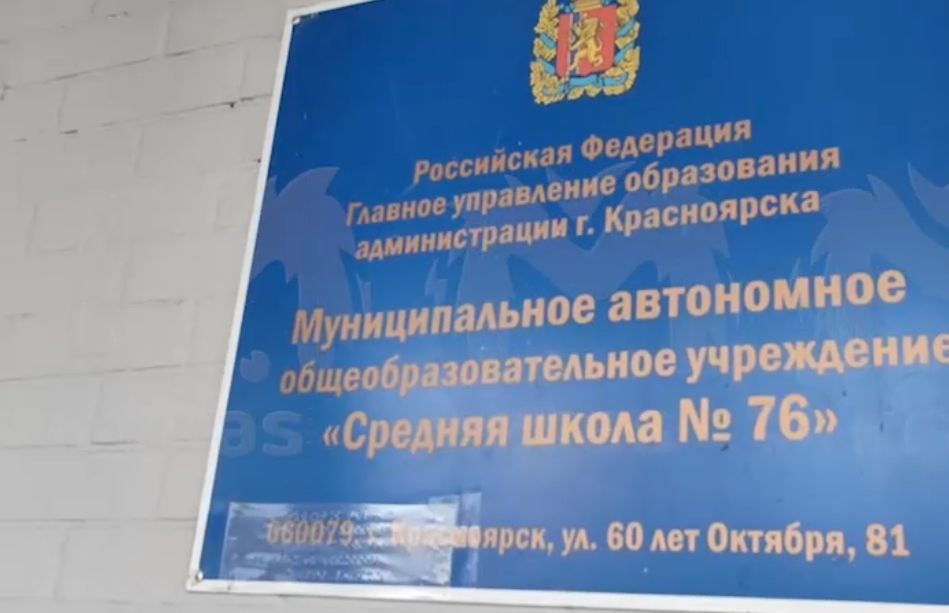 Российская Федерация
Главное управление образования
администрации г. Красноярска
Муниципальное автономное
общеобразовательное учреждение
«Средняя школа № 76»
660079 г. Красноярск, ул. 60 лет Октября, 81